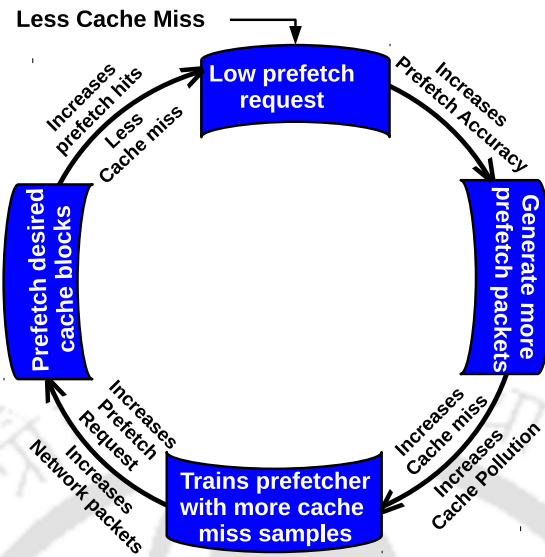 Less Cache Miss
Low prefetch
request
Increases
Prefetch Accuracy
Generate more
prefetch packets
Increases
Cache miss
Increases
Cache Pollution
Trains prefetcher
with more cache
miss samples
Increases
Prefetch
Request
Increases
Network packets
Prefetch desired
cache blocks
Increases
prefetch hits
Less
Cache miss